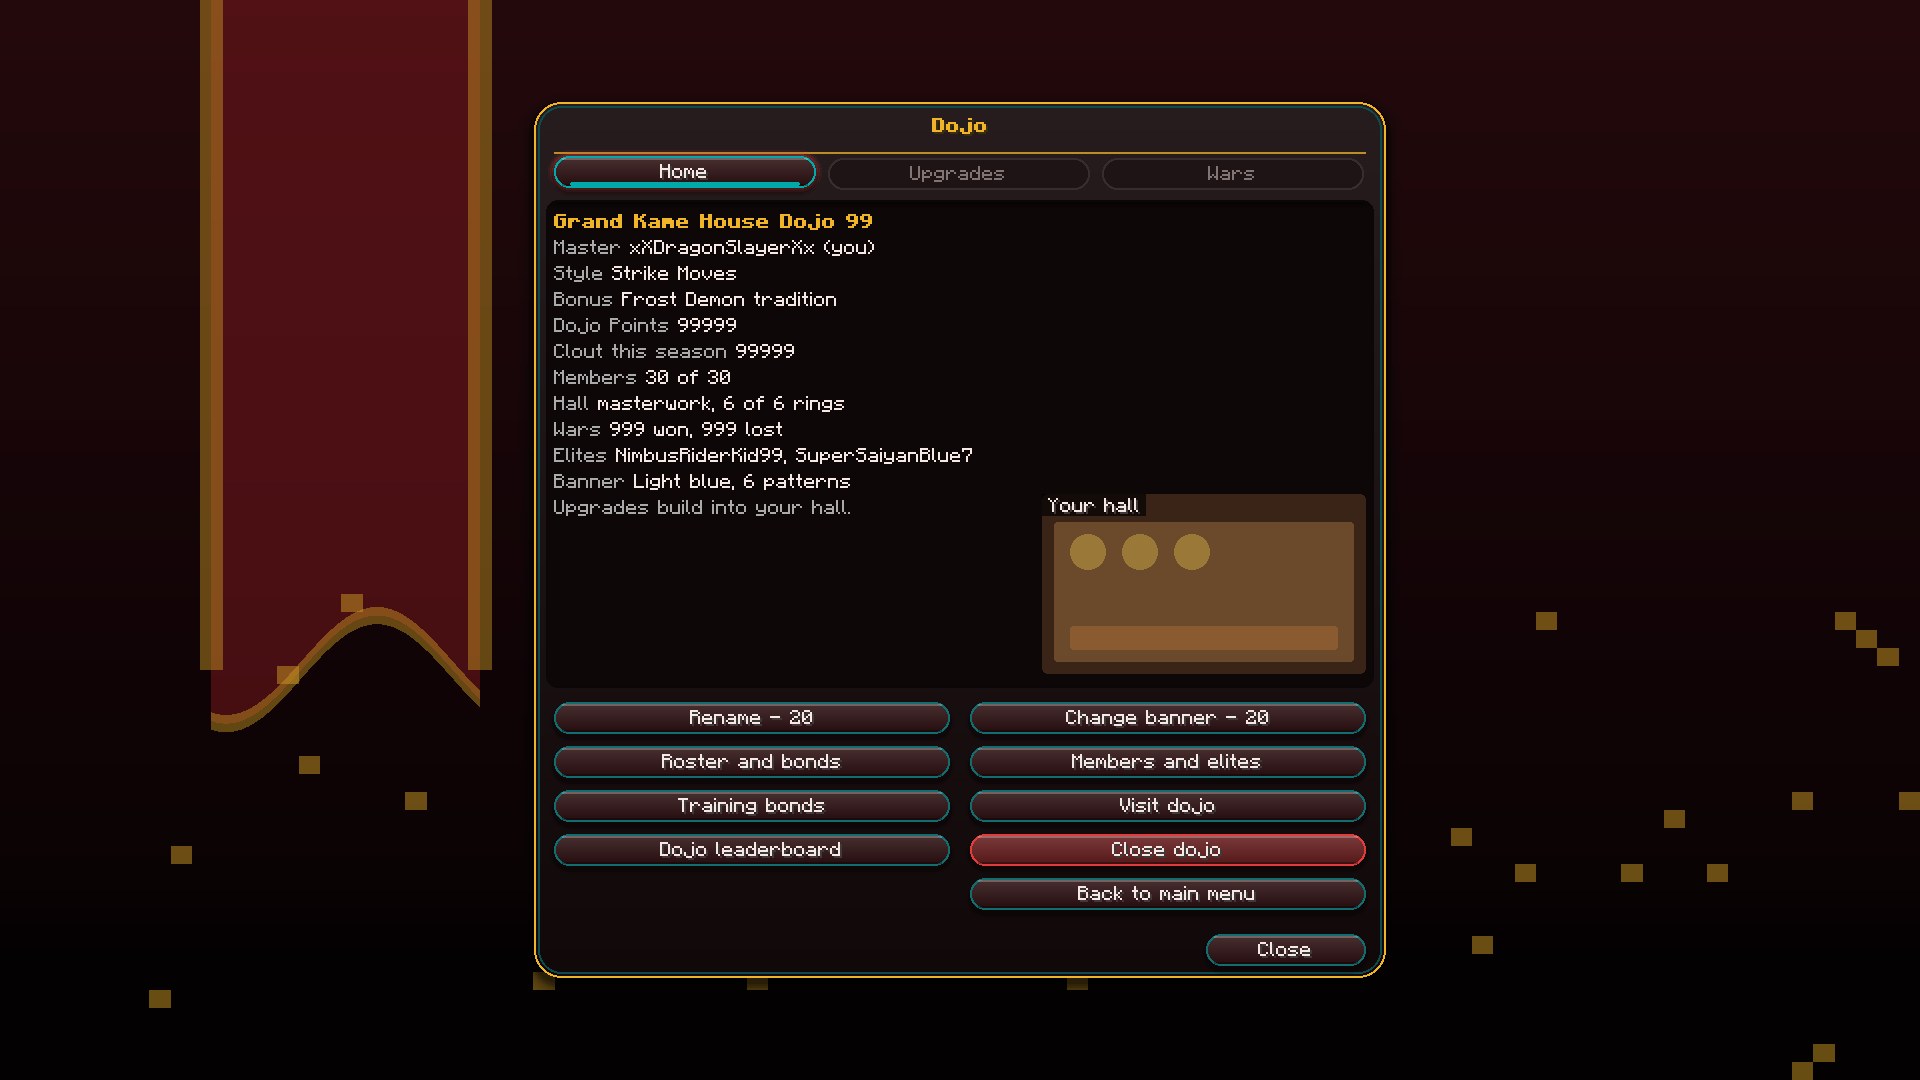 Dojo
Home
Upgrades
Wars
Grand Kame House Dojo 99
Master xXDragonSlayerXx (you)
Style Strike Moves
Bonus Frost Demon tradition
Dojo Points 99999
Clout this season 99999
Members 30 of 30
Hall masterwork, 6 of 6 rings
Wars 999 won, 999 lost
Elites NimbusRiderKid99, SuperSaiyanBlue7
Banner Light blue, 6 patterns
Upgrades build into your hall.
Your hall
Rename - 20
Change banner - 20
Roster and bonds
Members and elites
Training bonds
Visit dojo
Dojo leaderboard
Close dojo
Back to main menu
Close